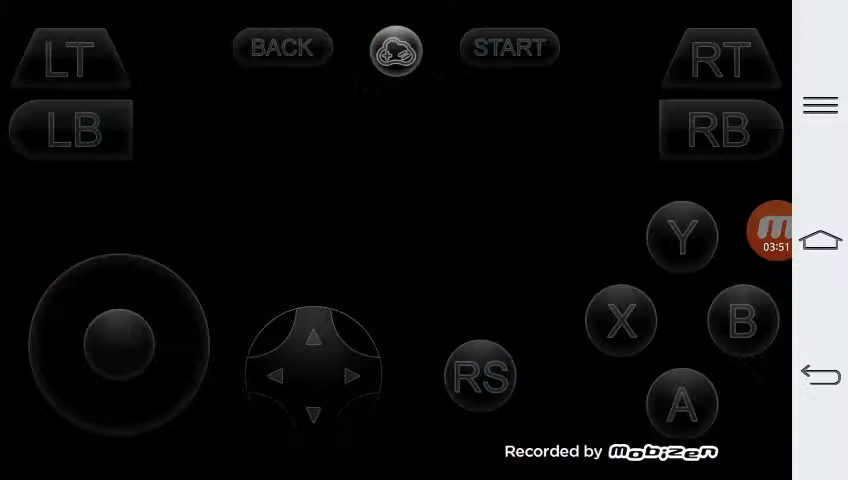 LT
BACK
START
RT
LB
RB
Y
03:51
X
B
RS
A
Recorded by mobizen